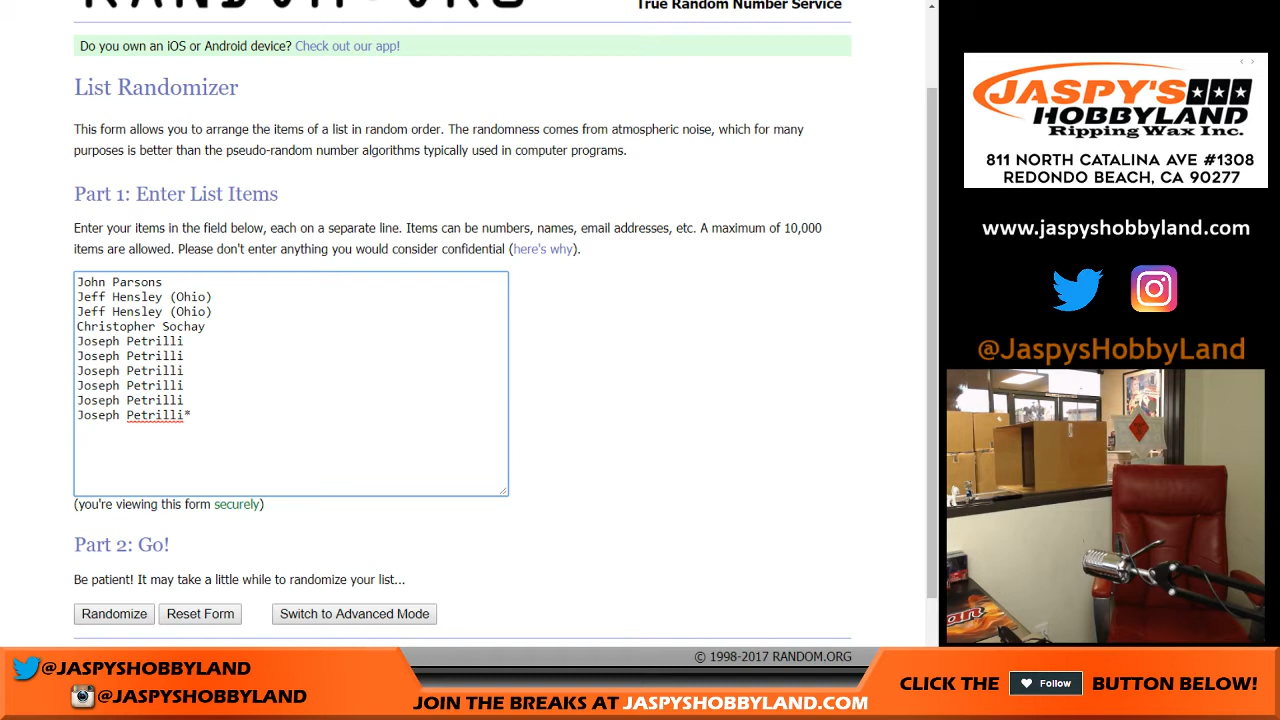 RANDOM.ORG
True Random Number Service
Do you own an iOS or Android device? Check out our app!
List Randomizer
This form allows you to arrange the items of a list in random order. The randomness comes from atmospheric noise, which for many
purposes is better than the pseudo-random number algorithms typically used in computer programs.
Part 1: Enter List Items
Enter your items in the field below, each on a separate line. Items can be numbers, names, email addresses, etc. A maximum of 10,000
items are allowed. Please don't enter anything you would consider confidential (here's why).
John Parsons
Jeff Hensley (Ohio)
Jeff Hensley (Ohio)
Christopher Sochay
Joseph Petrilli
Joseph Petrilli
Joseph Petrilli
Joseph Petrilli
Joseph Petrilli
Joseph Petrilli*
(you're viewing this form securely)
Part 2: Go!
Be patient! It may take a little while to randomize your list...
Randomize
Reset Form
Switch to Advanced Mode
© 1998-2017 RANDOM.ORG
JASPY'S
HOBBYLAND
Ripping Wax Inc.
811 NORTH CATALINA AVE #1308
REDONDO BEACH, CA 90277
www.jaspyshobbyland.com
@JaspysHobbyLand
@JASPYSHOBBYLAND
@JASPYSHOBBYLAND
JOIN THE BREAKS AT JASPYSHOBBYLAND.COM
CLICK THE Follow BUTTON BELOW!